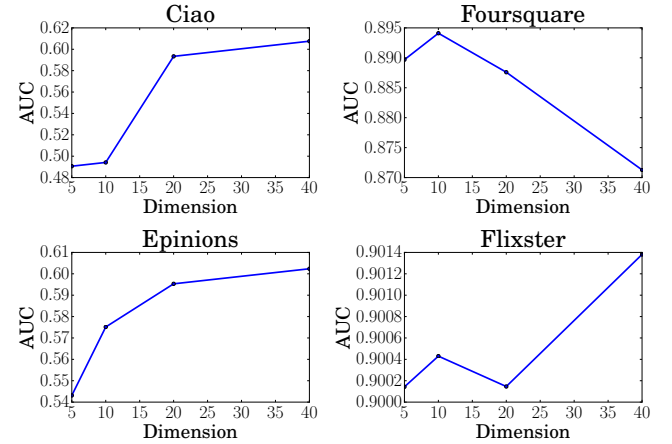 Ciao
AUC
0.62
0.60
0.58
0.56
0.54
0.52
0.50
0.48
5 10 15 20 25 30 35 40
Dimension
Foursquare
AUC
0.895
0.890
0.885
0.880
0.875
0.870
5 10 15 20 25 30 35 40
Dimension
Epinions
AUC
0.61
0.60
0.59
0.58
0.57
0.56
0.55
0.54
5 10 15 20 25 30 35 40
Dimension
Flixster
AUC
0.9014
0.9012
0.9010
0.9008
0.9006
0.9004
0.9002
0.9000
5 10 15 20 25 30 35 40
Dimension